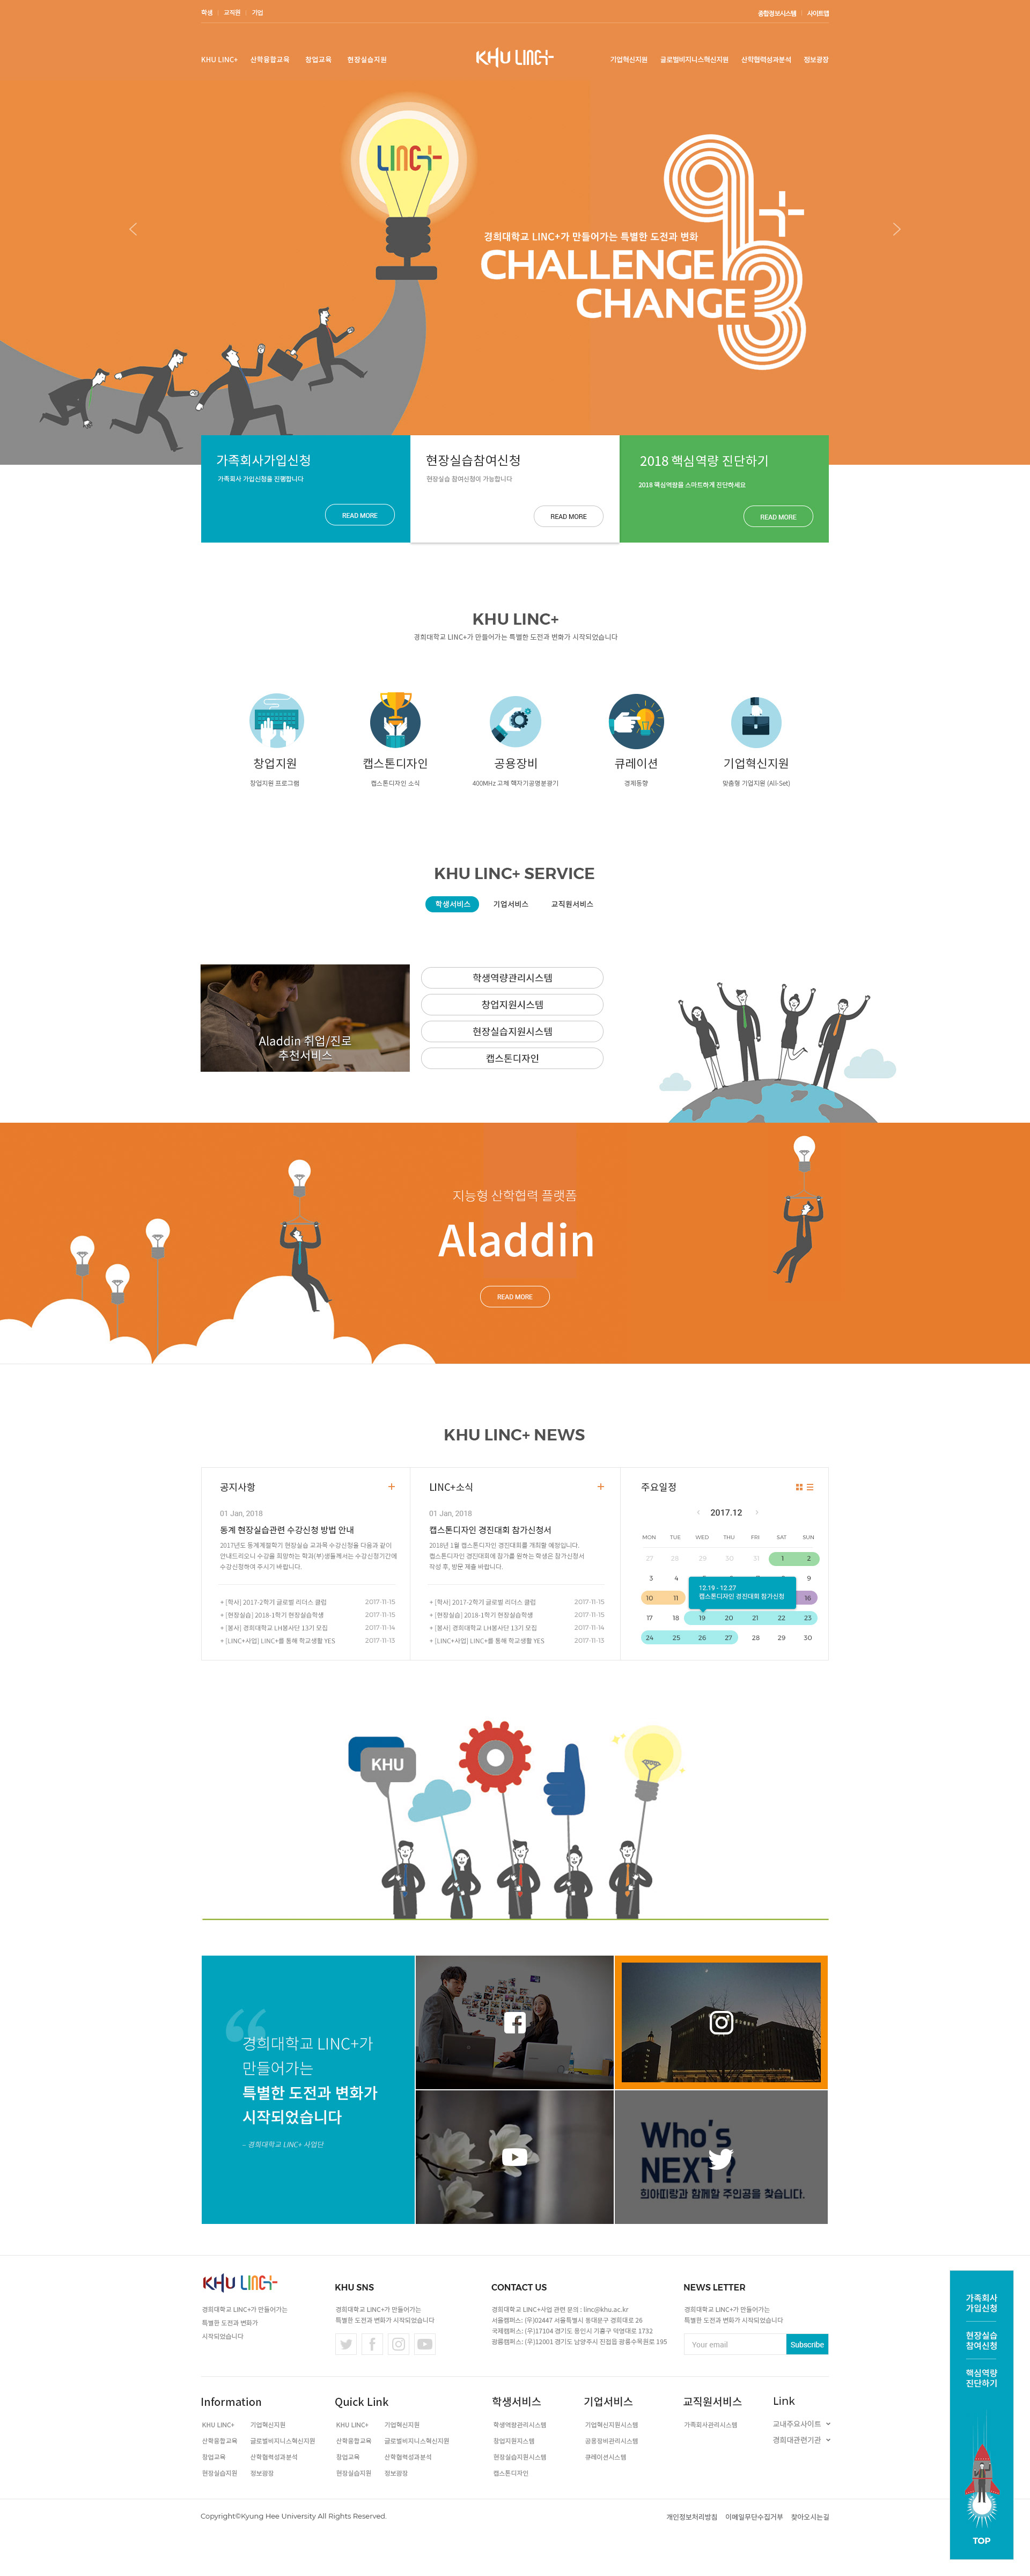 학생 | 교직원 | 기업
종합정보시스템 | 사이트맵
KHU LINC+ 산학융합교육 창업교육 현장실습지원
KHU LINC+
기업혁신지원 글로벌비지니스혁신지원 산학협력성과분석 정보광장
LINC+
경희대학교 LINC+가 만들어가는 특별한 도전과 변화
CHALLENGE
CHANGE
가족회사가입신청
가족회사 가입신청을 진행합니다
READ MORE
현장실습참여신청
현장실습 참여신청이 가능합니다
READ MORE
2018 핵심역량 진단하기
2018 핵심역량을 스마트하게 진단하세요
READ MORE
KHU LINC+
경희대학교 LINC+가 만들어가는 특별한 도전과 변화가 시작되었습니다
창업지원
창업지원 프로그램
캡스톤디자인
캡스톤디자인 소식
공용장비
400MHz 고체 핵자기공명분광기
큐레이션
경제동향
기업혁신지원
맞춤형 기업지원 (All-Set)
KHU LINC+ SERVICE
학생서비스 기업서비스 교직원서비스
Aladdin 취업/진로
추천서비스
학생역량관리시스템
창업지원시스템
현장실습지원시스템
캡스톤디자인
지능형 산학협력 플랫폼
Aladdin
READ MORE
KHU LINC+ NEWS
공지사항 +
01 Jan, 2018
동계 현장실습관련 수강신청 방법 안내
2017년도 동계계절학기 현장실습 교과목 수강신청을 다음과 같이
안내드리오니 수강을 희망하는 학과(부)생들께서는 수강신청기간에
수강신청하여 주시기 바랍니다.
+ [학사] 2017-2학기 글로벌 리더스 클럽 2017-11-15
+ [현장실습] 2018-1학기 현장실습학생 2017-11-15
+ [봉사] 경희대학교 LH봉사단 13기 모집 2017-11-14
+ [LINC+사업] LINC+를 통해 학교생활 YES 2017-11-13
LINC+소식 +
01 Jan, 2018
캡스톤디자인 경진대회 참가신청서
2018년 1월 캡스톤디자인 경진대회를 개최할 예정입니다.
캡스톤디자인 경진대회에 참가를 원하는 학생은 참가신청서
작성 후, 방문 제출 바랍니다.
+ [학사] 2017-2학기 글로벌 리더스 클럽 2017-11-15
+ [현장실습] 2018-1학기 현장실습학생 2017-11-15
+ [봉사] 경희대학교 LH봉사단 13기 모집 2017-11-14
+ [LINC+사업] LINC+를 통해 학교생활 YES 2017-11-13
주요일정
2017.12
MON TUE WED THU FRI SAT SUN
27 28 29 30 31 1 2
3 4 9
10 11 16
12.19 - 12.27
캡스톤디자인 경진대회 참가신청
17 18 19 20 21 22 23
24 25 26 27 28 29 30
KHU
경희대학교 LINC+가
만들어가는
특별한 도전과 변화가
시작되었습니다
– 경희대학교 LINC+ 사업단
Who's
NEXT?
희아띠랑과 함께할 주인공을 찾습니다.
KHU LINC+
경희대학교 LINC+가 만들어가는
특별한 도전과 변화가
시작되었습니다
KHU SNS
경희대학교 LINC+가 만들어가는
특별한 도전과 변화가 시작되었습니다
CONTACT US
경희대학교 LINC+사업 관련 문의 : linc@khu.ac.kr
서울캠퍼스: (우)02447 서울특별시 동대문구 경희대로 26
국제캠퍼스: (우)17104 경기도 용인시 기흥구 덕영대로 1732
광릉캠퍼스: (우)12001 경기도 남양주시 진접읍 광릉수목원로 195
NEWS LETTER
경희대학교 LINC+가 만들어가는
특별한 도전과 변화가 시작되었습니다
Your email Subscribe
Information
KHU LINC+ 기업혁신지원
산학융합교육 글로벌비지니스혁신지원
창업교육 산학협력성과분석
현장실습지원 정보광장
Quick Link
KHU LINC+ 기업혁신지원
산학융합교육 글로벌비지니스혁신지원
창업교육 산학협력성과분석
현장실습지원 정보광장
학생서비스
학생역량관리시스템
창업지원시스템
현장실습지원시스템
캡스톤디자인
기업서비스
기업혁신지원시스템
공용장비관리시스템
큐레이션시스템
교직원서비스
가족회사관리시스템
Link
교내주요사이트
경희대관련기관
가족회사
가입신청
현장실습
참여신청
핵심역량
진단하기
TOP
Copyright©Kyung Hee University All Rights Reserved.
개인정보처리방침 이메일무단수집거부 찾아오시는길